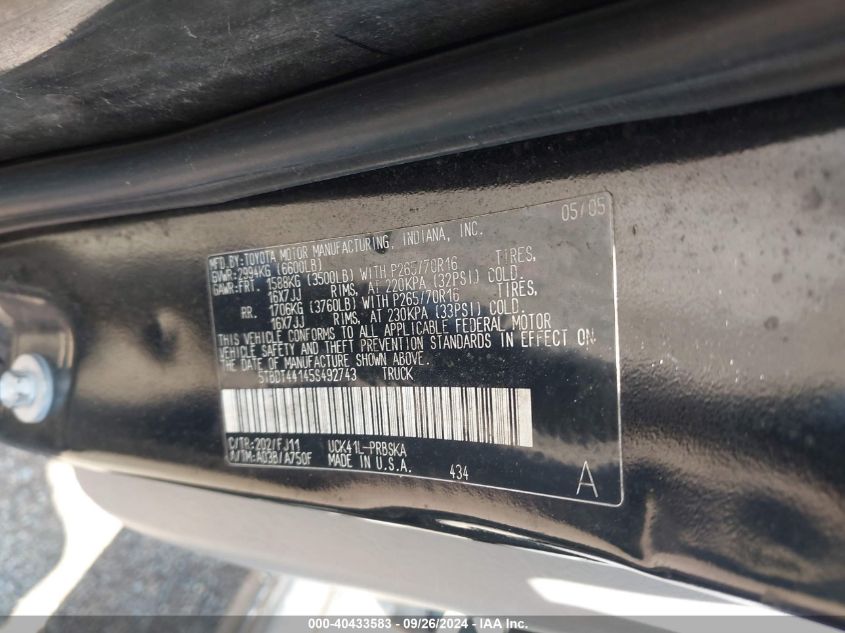 05/05
MFD.BY:TOYOTA MOTOR MANUFACTURING, INDIANA, INC.
GVWR:2994KG (6600LB)
GAWR:FRT. 1588KG (3500LB) WITH P265/70R16 TIRES,
16X7JJ RIMS, AT 220KPA (32PSI) COLD.
RR. 1706KG (3760LB) WITH P265/70R16 TIRES,
16X7JJ RIMS, AT 230KPA (33PSI) COLD.
THIS VEHICLE CONFORMS TO ALL APPLICABLE FEDERAL MOTOR
VEHICLE SAFETY AND THEFT PREVENTION STANDARDS IN EFFECT ON
THE DATE OF MANUFACTURE SHOWN ABOVE.
5TBDT44145S492743 TRUCK
C/TR:202/FJ11 UCK41L-PRBSKA
A/TM:A03B/A750F MADE IN U.S.A. 434
A
000-40433583 - 09/26/2024 - IAA Inc.